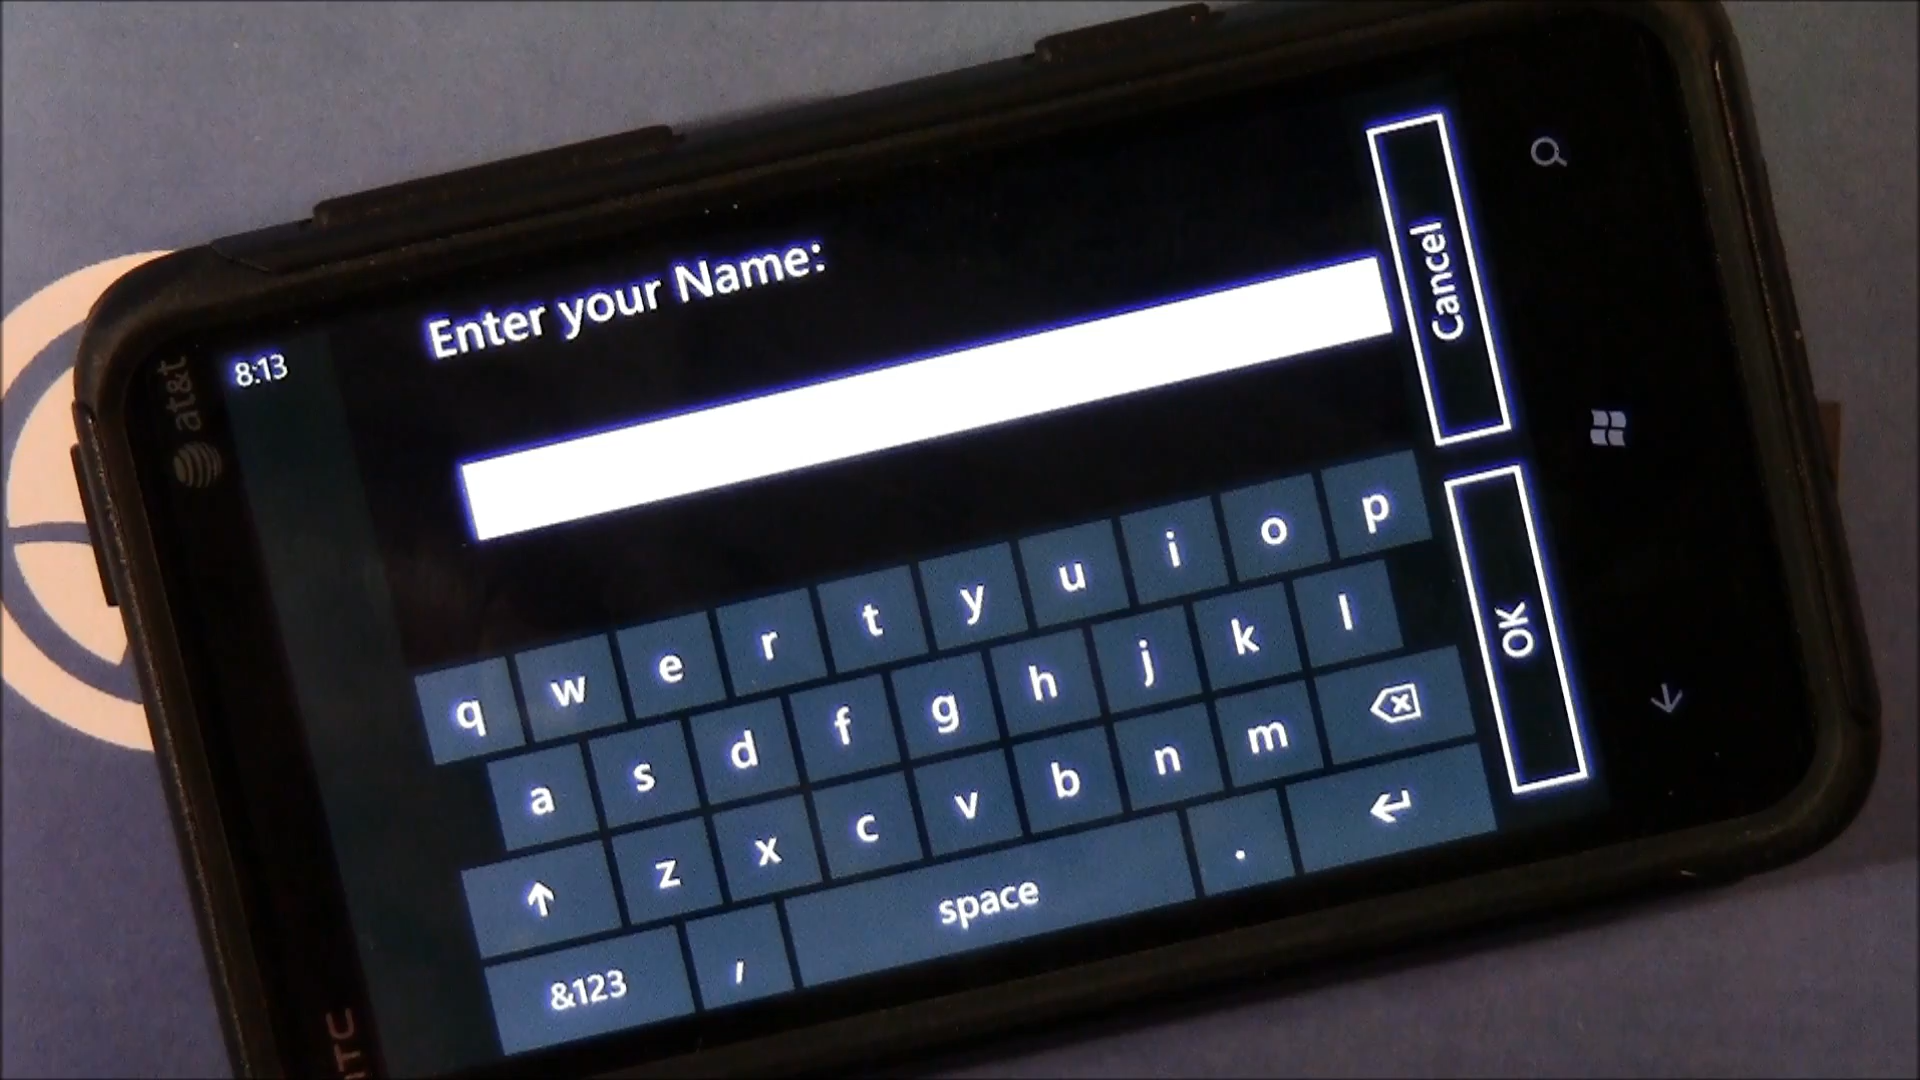 at&t
8:13
Enter your Name:
Cancel
OK
q w e r t y u i o p
a s d f g h j k l
z x c v b n m
&123 , space .
HTC